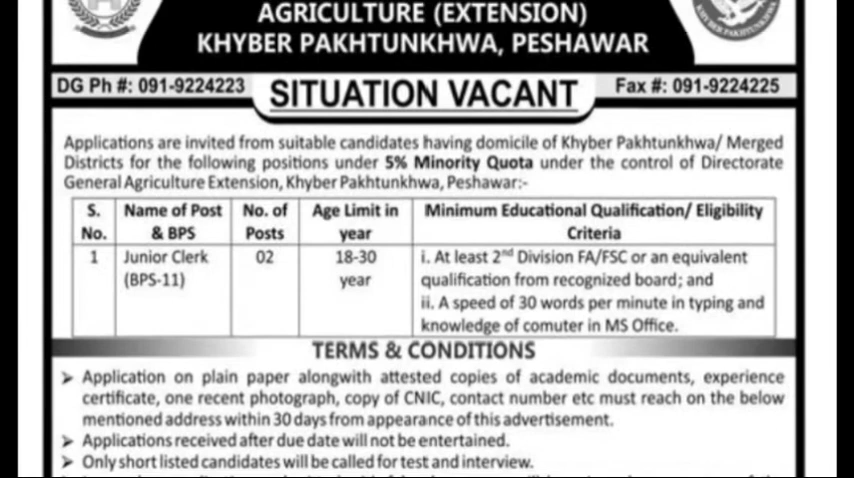 AGRICULTURE (EXTENSION)
KHYBER PAKHTUNKHWA, PESHAWAR
KHYBER PAKHTUNKHWA
DG Ph #: 091-9224223
SITUATION VACANT
Fax #: 091-9224225
Applications are invited from suitable candidates having domicile of Khyber Pakhtunkhwa/ Merged
Districts for the following positions under 5% Minority Quota under the control of Directorate
General Agriculture Extension, Khyber Pakhtunkhwa, Peshawar:-
S. Name of Post No. of Age Limit in Minimum Educational Qualification/ Eligibility
No. & BPS Posts year Criteria
1 Junior Clerk 02 18-30 i. At least 2nd Division FA/FSC or an equivalent
(BPS-11) year qualification from recognized board; and
ii. A speed of 30 words per minute in typing and
knowledge of comuter in MS Office.
TERMS & CONDITIONS
➢ Application on plain paper alongwith attested copies of academic documents, experience
certificate, one recent photograph, copy of CNIC, contact number etc must reach on the below
mentioned address within 30 days from appearance of this advertisement.
➢ Applications received after due date will not be entertained.
➢ Only short listed candidates will be called for test and interview.